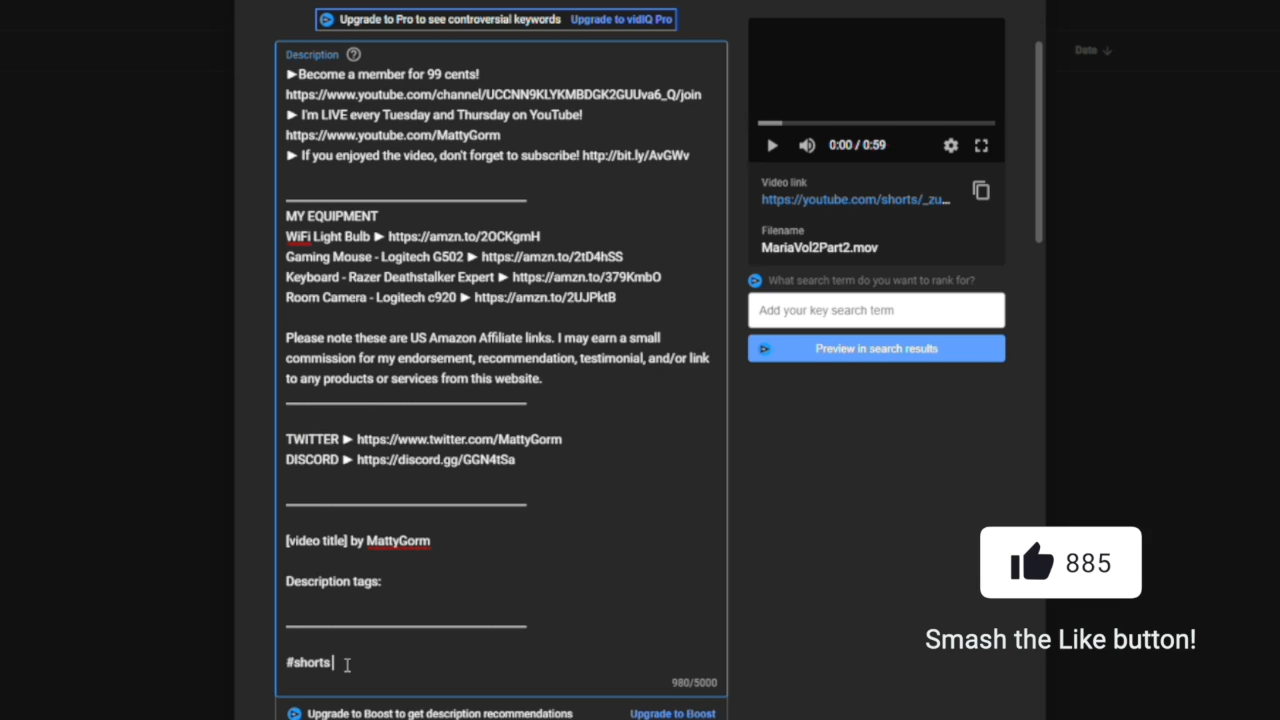 Upgrade to Pro to see controversial keywords Upgrade to vidIQ Pro
Description ?
►Become a member for 99 cents!
https://www.youtube.com/channel/UCCNN9KLYKMBDGK2GUUva6_Q/join
► I'm LIVE every Tuesday and Thursday on YouTube!
https://www.youtube.com/MattyGorm
► If you enjoyed the video, don't forget to subscribe! http://bit.ly/AvGWv
MY EQUIPMENT
WiFi Light Bulb ► https://amzn.to/2OCKgmH
Gaming Mouse - Logitech G502 ► https://amzn.to/2tD4hSS
Keyboard - Razer Deathstalker Expert ► https://amzn.to/379KmbO
Room Camera - Logitech c920 ► https://amzn.to/2UJPktB
Please note these are US Amazon Affiliate links. I may earn a small
commission for my endorsement, recommendation, testimonial, and/or link
to any products or services from this website.
TWITTER ► https://www.twitter.com/MattyGorm
DISCORD ► https://discord.gg/GGN4tSa
[video title] by MattyGorm
Description tags:
#shorts
980/5000
Upgrade to Boost to get description recommendations Upgrade to Boost
0:00 / 0:59
Video link
https://youtube.com/shorts/_zu...
Filename
MariaVol2Part2.mov
What search term do you want to rank for?
Add your key search term
Preview in search results
Date ↓
885
Smash the Like button!